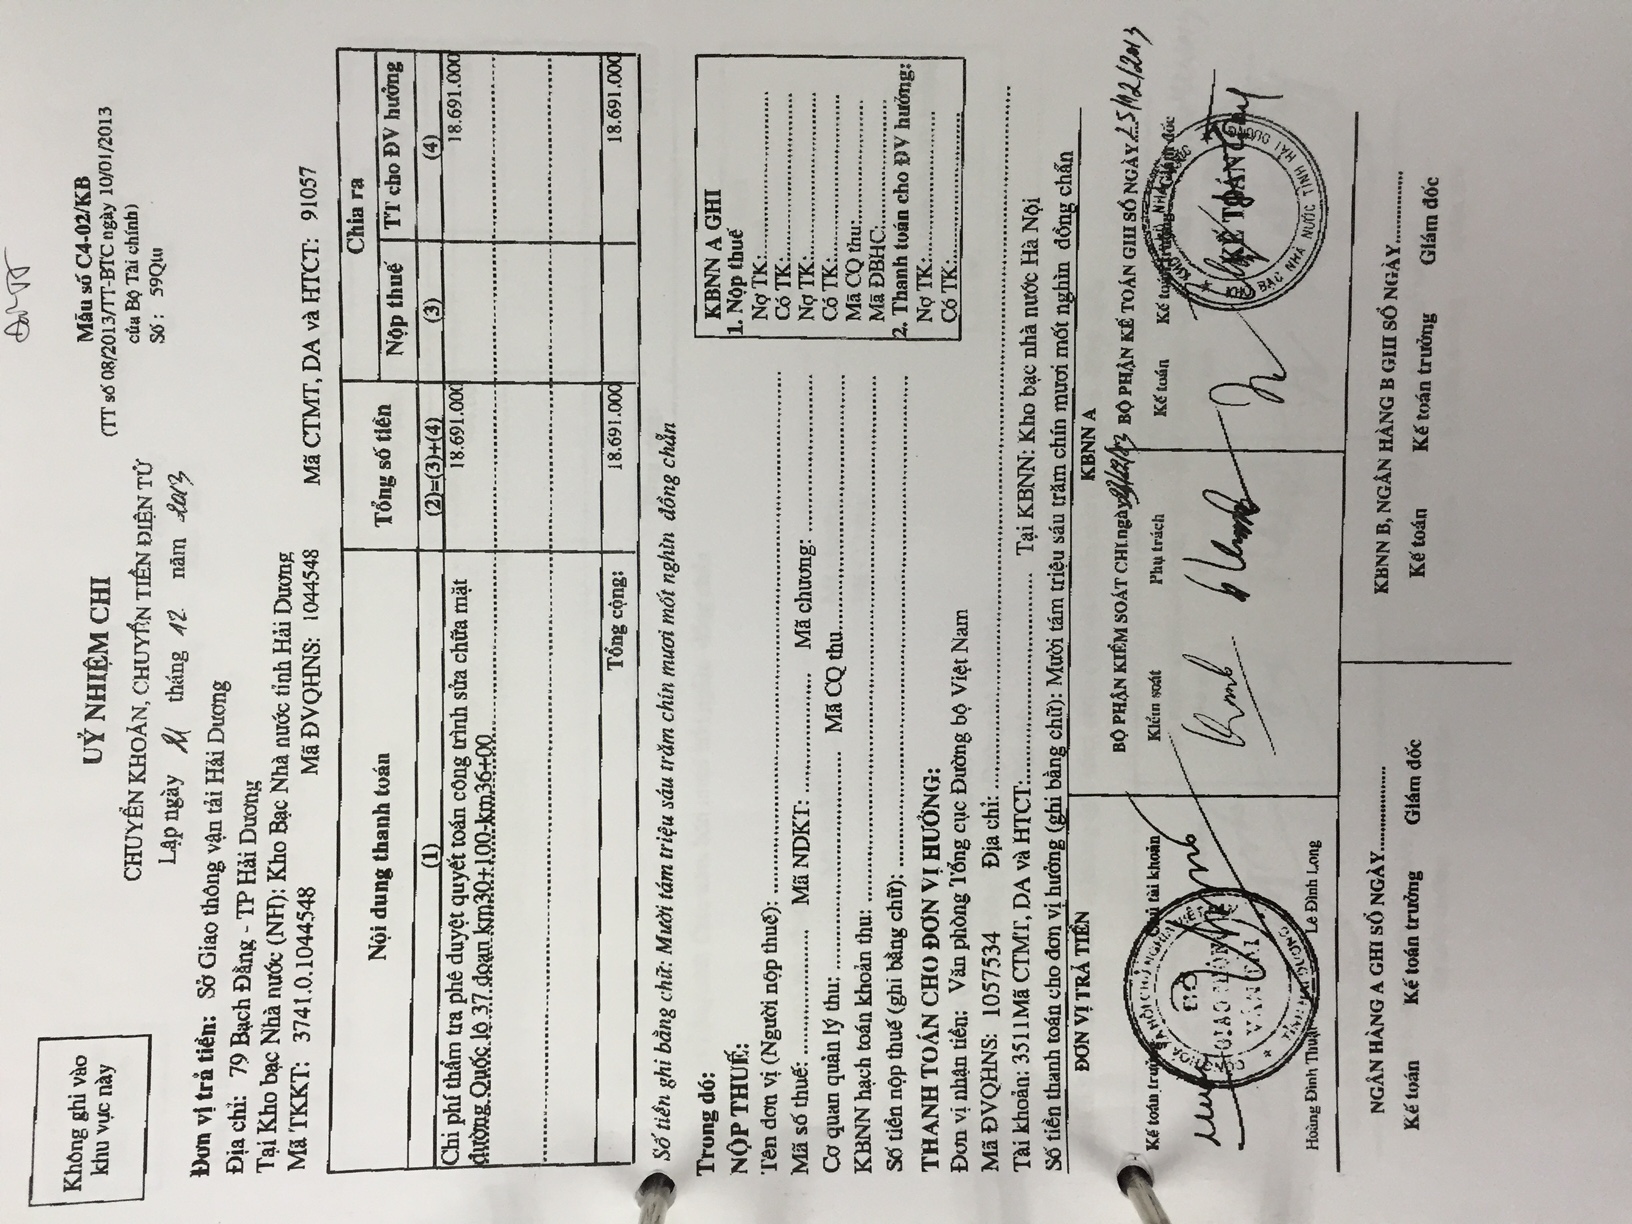 Không ghi vào
khu vực này
UỶ NHIỆM CHI
CHUYỂN KHOẢN, CHUYỂN TIỀN ĐIỆN TỬ
Lập ngày 21 tháng 12 năm 2013
Mẫu số C4-02/KB
(TT số 08/2013/TT-BTC ngày 10/01/2013
của Bộ Tài chính)
Số : 59Qtu
Đơn vị trả tiền: Sở Giao thông vận tải Hải Dương
Địa chỉ: 79 Bạch Đằng - TP Hải Dương
Tại Kho bạc Nhà nước (NH): Kho Bạc Nhà nước tỉnh Hải Dương
Mã TKKT: 3741.0.1044548 Mã ĐVQHNS: 1044548 Mã CTMT, DA và HTCT: 91057
Nội dung thanh toán Tổng số tiền Chia ra
Nộp thuế TT cho ĐV hưởng
(1) (2)=(3)+(4) (3) (4)
Chi phí thẩm tra phê duyệt quyết toán công trình sửa chữa mặt 18.691.000 18.691.000
đường Quốc lộ 37 đoạn km30+100-km36+00
Tổng cộng: 18.691.000 18.691.000
Số tiền ghi bằng chữ: Mười tám triệu sáu trăm chín mươi mốt nghìn đồng chẵn
Trong đó:
NỘP THUẾ:
Tên đơn vị (Người nộp thuế):
Mã số thuế: Mã NDKT: Mã chương:
Cơ quan quản lý thu: Mã CQ thu
KBNN hạch toán khoản thu:
Số tiền nộp thuế (ghi bằng chữ):
KBNN A GHI
1. Nộp thuế
Nợ TK:
Có TK:
Nợ TK:
Có TK:
Mã CQ thu:
Mã ĐBHC:
2. Thanh toán cho ĐV hưởng:
Nợ TK:
Có TK:
THANH TOÁN CHO ĐƠN VỊ HƯỞNG:
Đơn vị nhận tiền: Văn phòng Tổng cục Đường bộ Việt Nam
Mã ĐVQHNS: 1057534 Địa chỉ:
Tài khoản: 3511Mã CTMT, DA và HTCT: Tại KBNN: Kho bạc nhà nước Hà Nội
Số tiền thanh toán cho đơn vị hưởng (ghi bằng chữ): Mười tám triệu sáu trăm chín mươi mốt nghìn đồng chẵn
ĐƠN VỊ TRẢ TIỀN KBNN A
BỘ PHẬN KIỂM SOÁT CHI ngày BỘ PHẬN KẾ TOÁN GHI SỔ NGÀY 25/12/2013
Kế toán trưởng Chủ tài khoản Kiểm soát Phụ trách Kế toán Kế toán trưởng Giám đốc
CỘNG HÒA XÃ HỘI CHỦ NGHĨA VIỆT NAM
SỞ
GIAO THÔNG
VẬN TẢI
TỈNH HẢI DƯƠNG
KẾ TOÁN
KHO BẠC NHÀ NƯỚC TỈNH HẢI DƯƠNG
Hoàng Đình Thuật Lê Đình Long
NGÂN HÀNG A GHI SỔ NGÀY
Kế toán Kế toán trưởng Giám đốc
KBNN B, NGÂN HÀNG B GHI SỔ NGÀY
Kế toán Kế toán trưởng Giám đốc